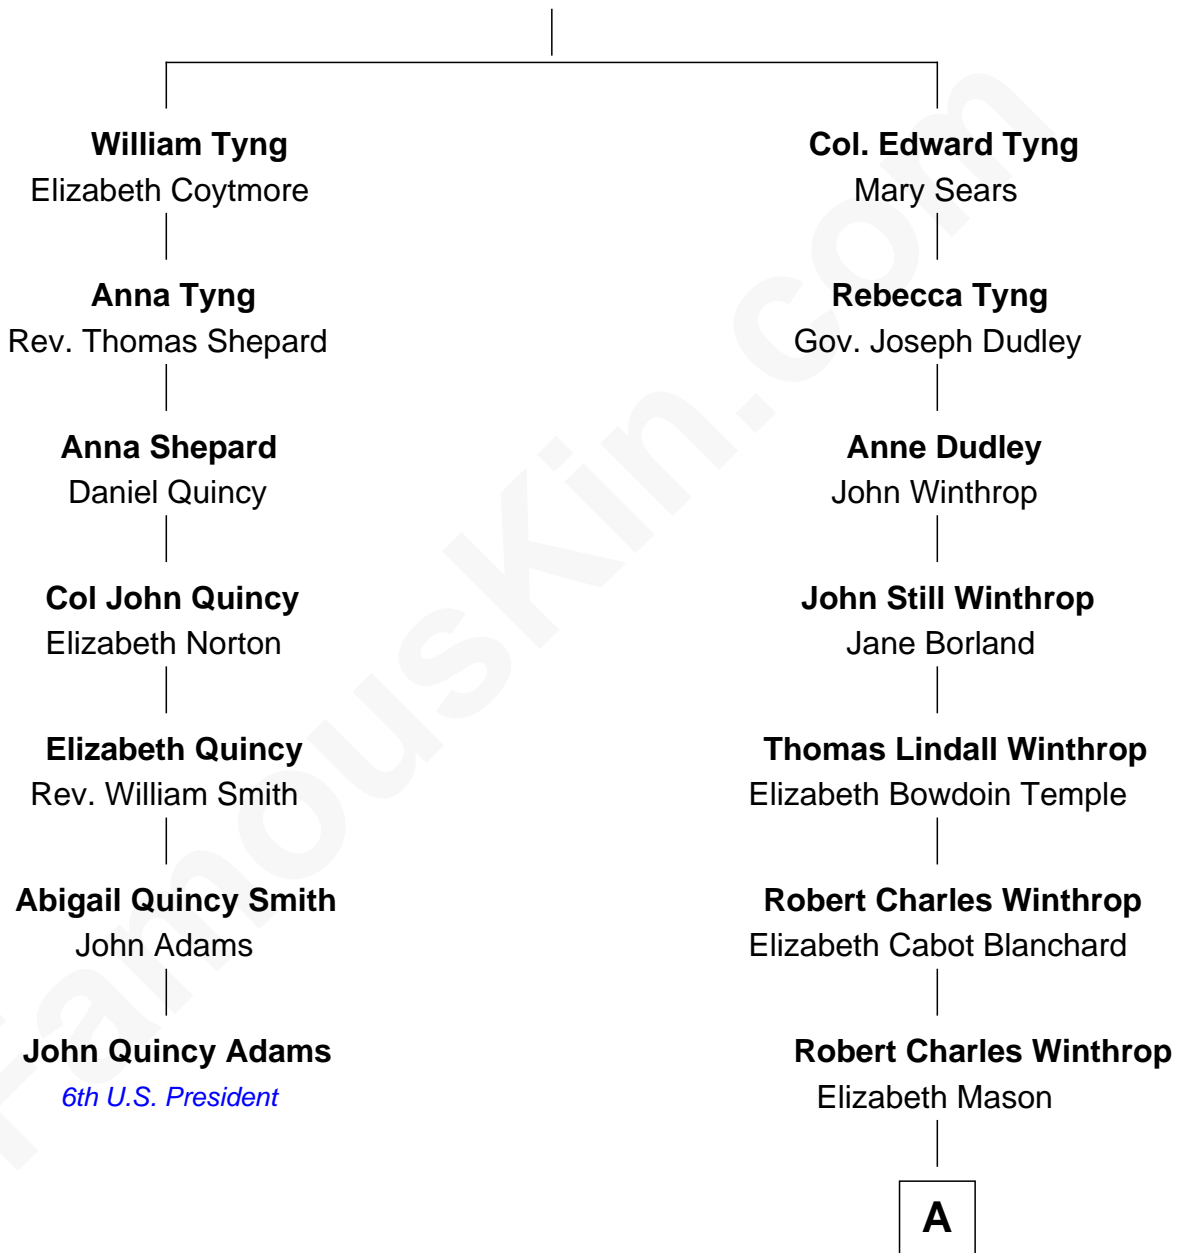 William Tyng
Elizabeth Coytmore
Anna Tyng
Rev. Thomas Shepard
Anna Shepard
Daniel Quincy
Col John Quincy
Elizabeth Norton
Elizabeth Quincy
Rev. William Smith
Abigail Quincy Smith
John Adams
John Quincy Adams
6th U.S. President
Col. Edward Tyng
Mary Sears
Rebecca Tyng
Gov. Joseph Dudley
Anne Dudley
John Winthrop
John Still Winthrop
Jane Borland
Thomas Lindall Winthrop
Elizabeth Bowdoin Temple
Robert Charles Winthrop
Elizabeth Cabot Blanchard
Robert Charles Winthrop
Elizabeth Mason
A
FamousKin.com